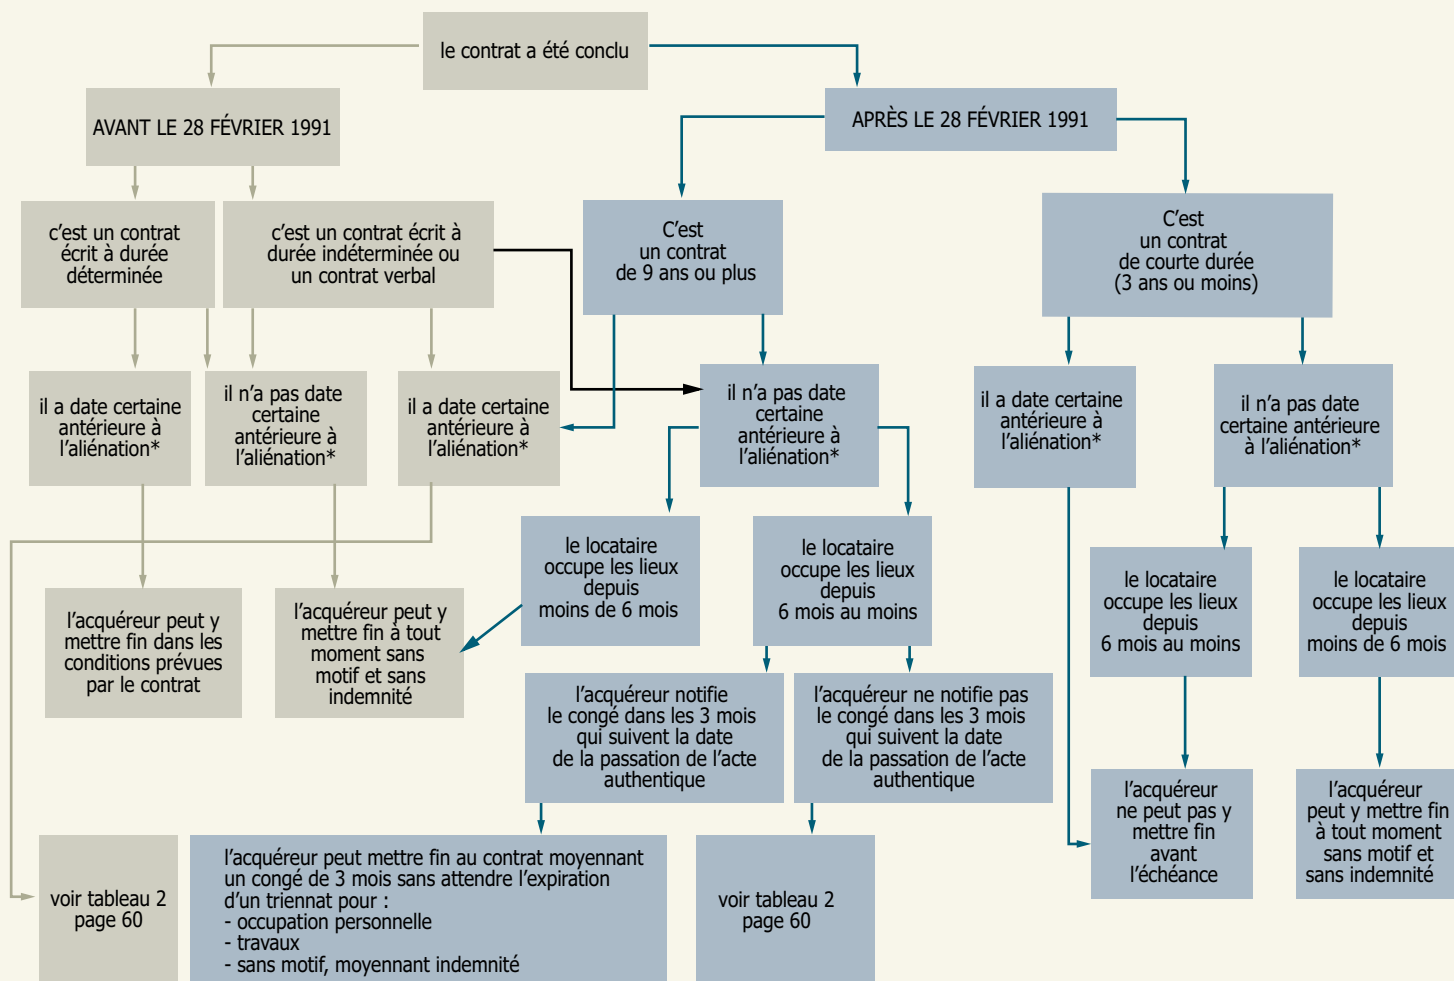 le contrat a été conclu
AVANT LE 28 FÉVRIER 1991
APRÈS LE 28 FÉVRIER 1991
c'est un contrat
écrit à durée
déterminée
c'est un contrat écrit à
durée indéterminée ou
un contrat verbal
C'est
un contrat
de 9 ans ou plus
C'est
un contrat
de courte durée
(3 ans ou moins)
il a date certaine
antérieure à
l'aliénation*
il n'a pas date
certaine
antérieure à
l'aliénation*
il a date certaine
antérieure à
l'aliénation*
il n'a pas date
certaine
antérieure à
l'aliénation*
il a date certaine
antérieure à
l'aliénation*
il n'a pas date
certaine antérieure
à l'aliénation*
le locataire
occupe les lieux
depuis
moins de 6 mois
le locataire
occupe les lieux
depuis
6 mois au moins
le locataire
occupe les lieux
depuis
6 mois au moins
le locataire
occupe les lieux
depuis
moins de 6 mois
l'acquéreur peut y
mettre fin dans les
conditions prévues
par le contrat
l'acquéreur peut y
mettre fin à tout
moment sans
motif et sans
indemnité
l'acquéreur notifie
le congé dans les 3 mois
qui suivent la date
de la passation de l'acte
authentique
l'acquéreur ne notifie pas
le congé dans les 3 mois
qui suivent la date
de la passation de l'acte
authentique
l'acquéreur
ne peut pas y
mettre fin
avant
l'échéance
l'acquéreur
peut y mettre fin
à tout moment
sans motif et
sans indemnité
voir tableau 2
page 60
l'acquéreur peut mettre fin au contrat moyennant
un congé de 3 mois sans attendre l'expiration
d'un triennat pour :
- occupation personnelle
- travaux
- sans motif, moyennant indemnité
voir tableau 2
page 60